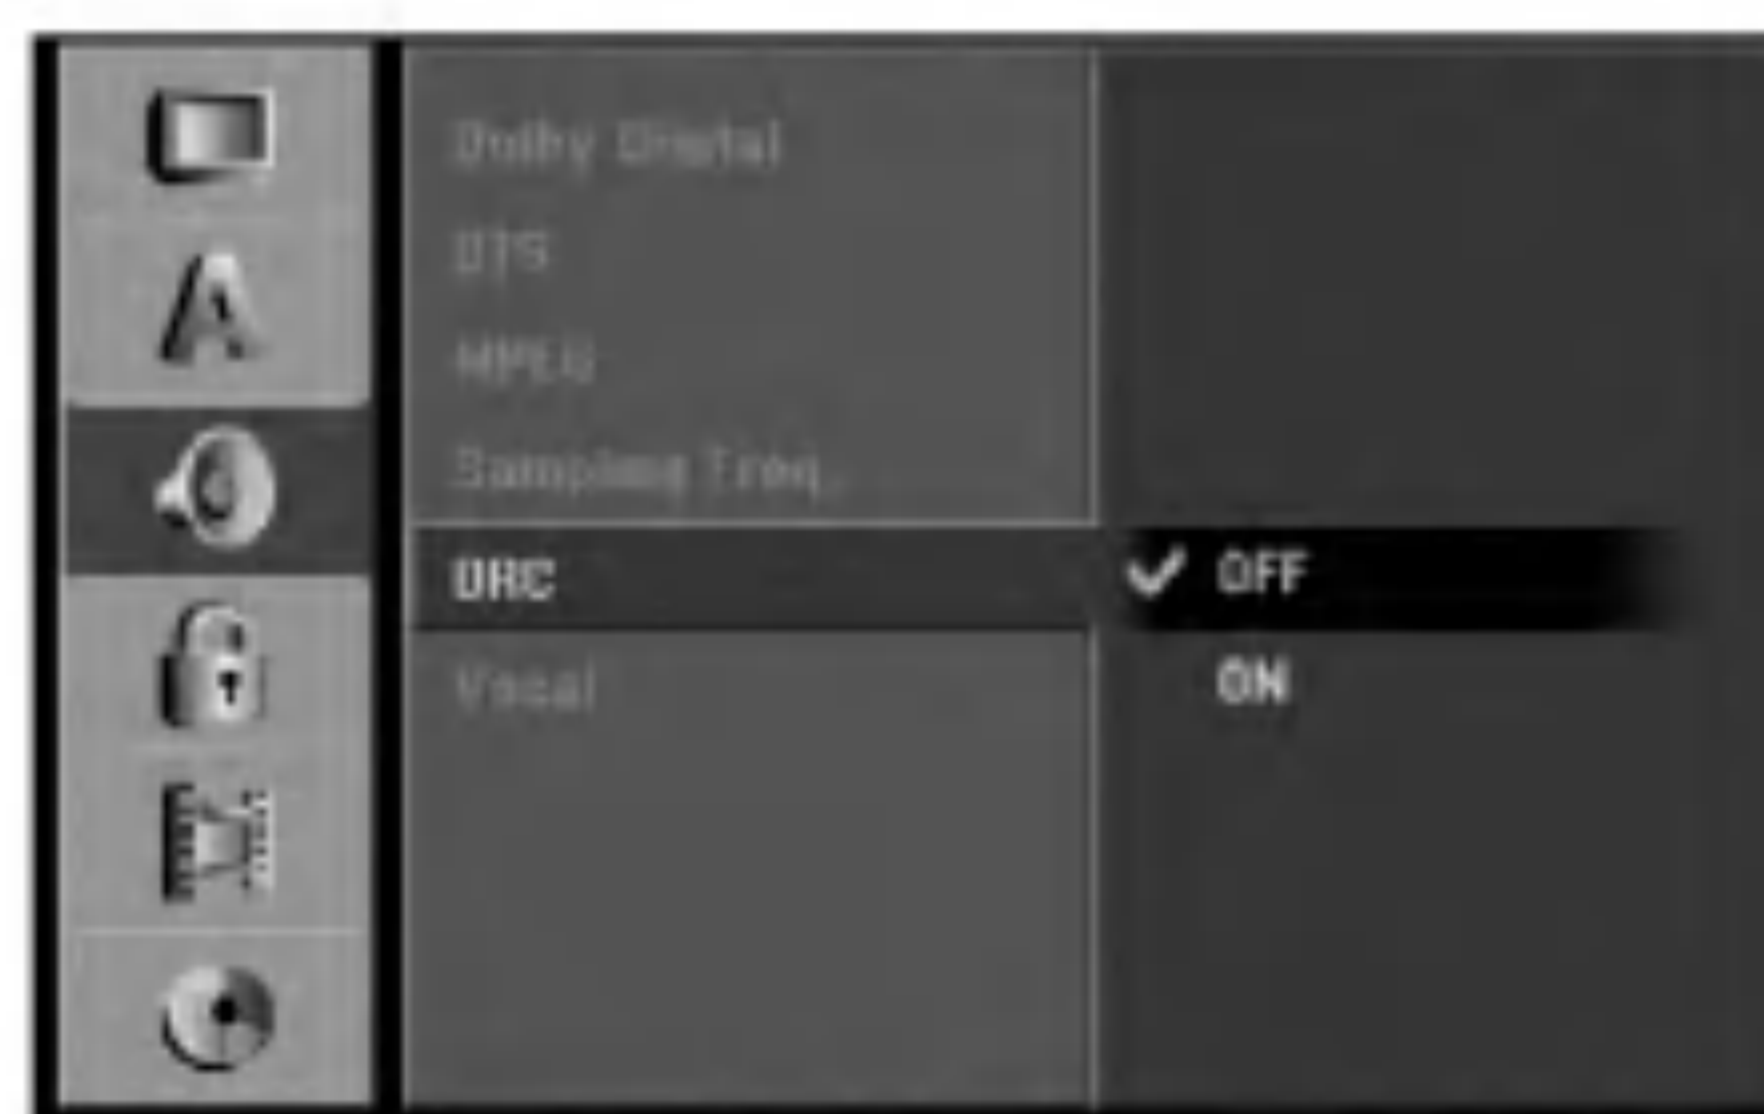 Dolby Digital
DTS
MPEG
Sampling Freq.
DRC
OFF
ON
Vocal